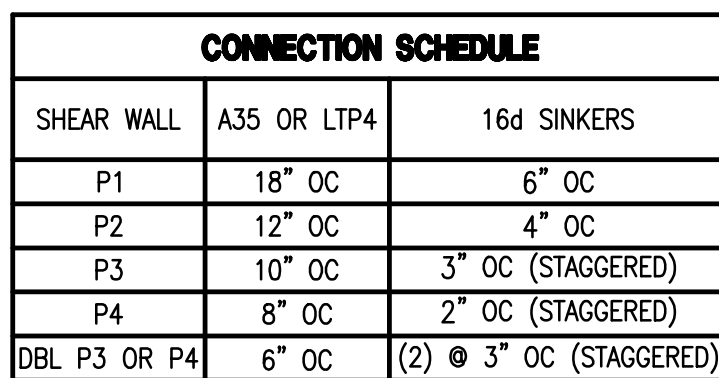 CONNECTION SCHEDULE
SHEAR WALL A35 OR LTP4 16d SINKERS
P1 18" OC 6" OC
P2 12" OC 4" OC
P3 10" OC 3" OC (STAGGERED)
P4 8" OC 2" OC (STAGGERED)
DBL P3 OR P4 6" OC (2) @ 3" OC (STAGGERED)